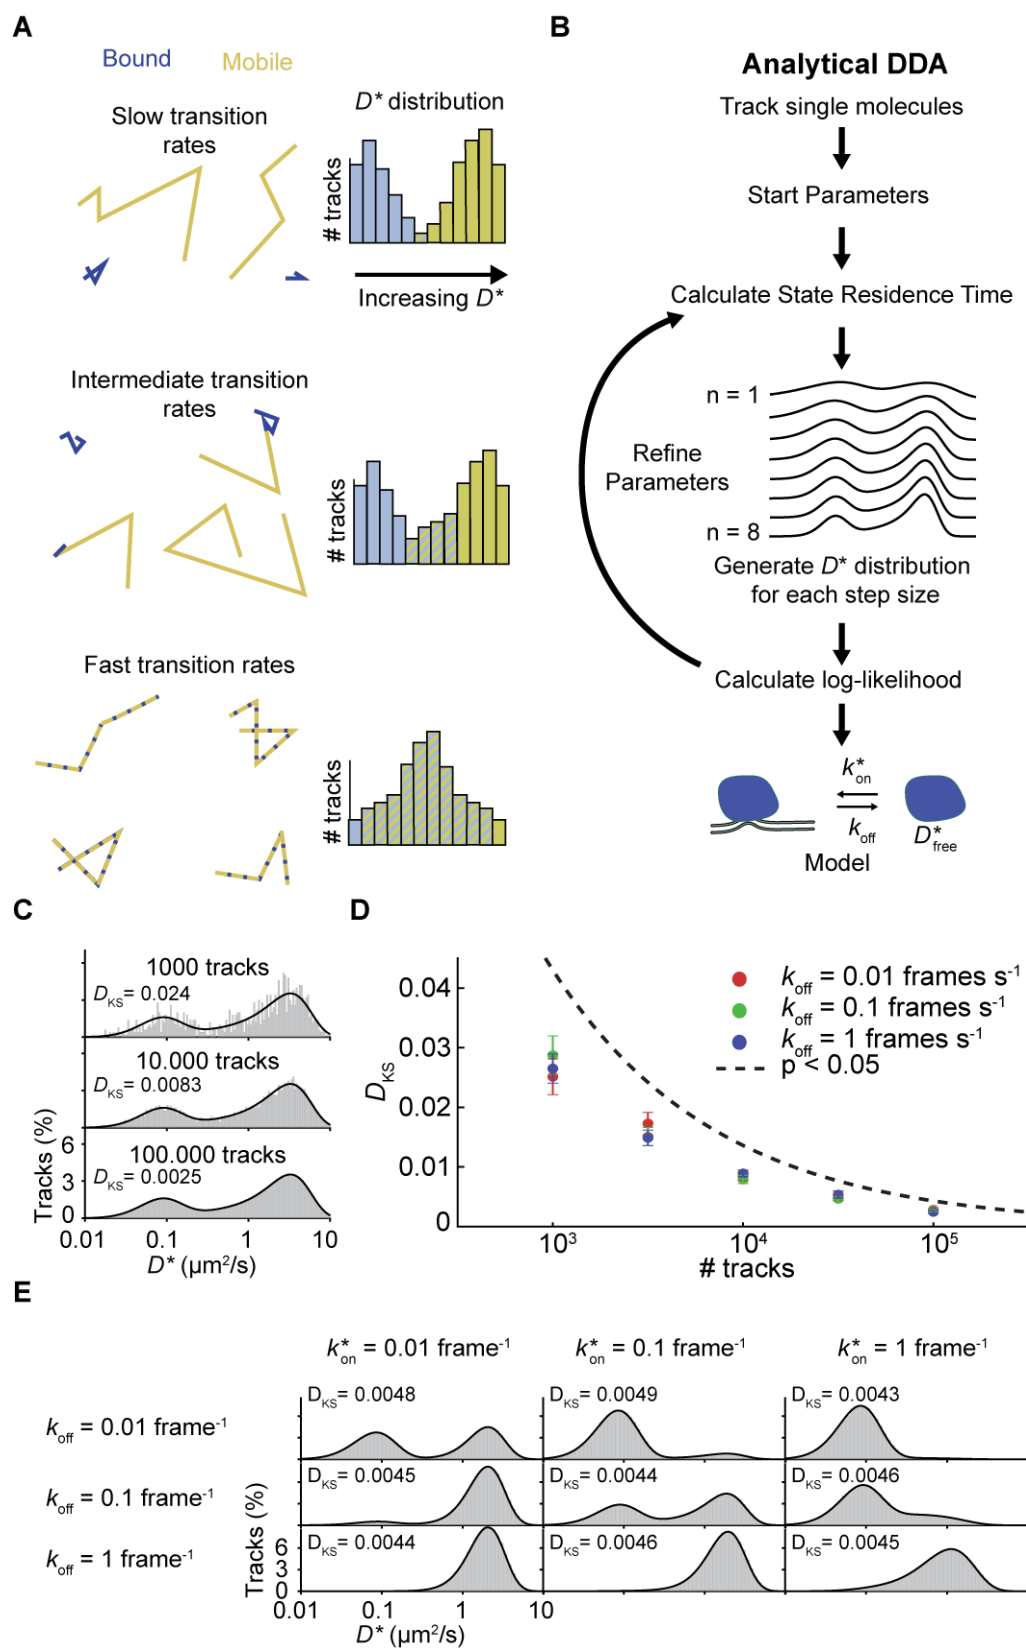 A
Bound
Mobile
Slow transition
rates
D* distribution
# tracks
Increasing D*
Intermediate transition
rates
# tracks
Fast transition rates
# tracks
B
Analytical DDA
Track single molecules
Start Parameters
Calculate State Residence Time
n = 1
Refine
Parameters
n = 8
Generate D* distribution
for each step size
Calculate log-likelihood
k*on
koff
D*free
Model
C
1000 tracks
DKS= 0.024
10.000 tracks
DKS= 0.0083
100.000 tracks
DKS= 0.0025
Tracks (%)
6
3
0
0.01 0.1 1 10
D* (µm²/s)
D
DKS
0.04
0.03
0.02
0.01
0
10³ 10⁴ 10⁵
# tracks
koff = 0.01 frames s⁻¹
koff = 0.1 frames s⁻¹
koff = 1 frames s⁻¹
p < 0.05
E
k*on = 0.01 frame⁻¹ k*on = 0.1 frame⁻¹ k*on = 1 frame⁻¹
koff = 0.01 frame⁻¹
DKS= 0.0048 DKS= 0.0049 DKS= 0.0043
koff = 0.1 frame⁻¹
DKS= 0.0045 DKS= 0.0044 DKS= 0.0046
koff = 1 frame⁻¹
DKS= 0.0044 DKS= 0.0046 DKS= 0.0045
Tracks (%)
6
3
0
0.01 0.1 1 10
D* (µm²/s)